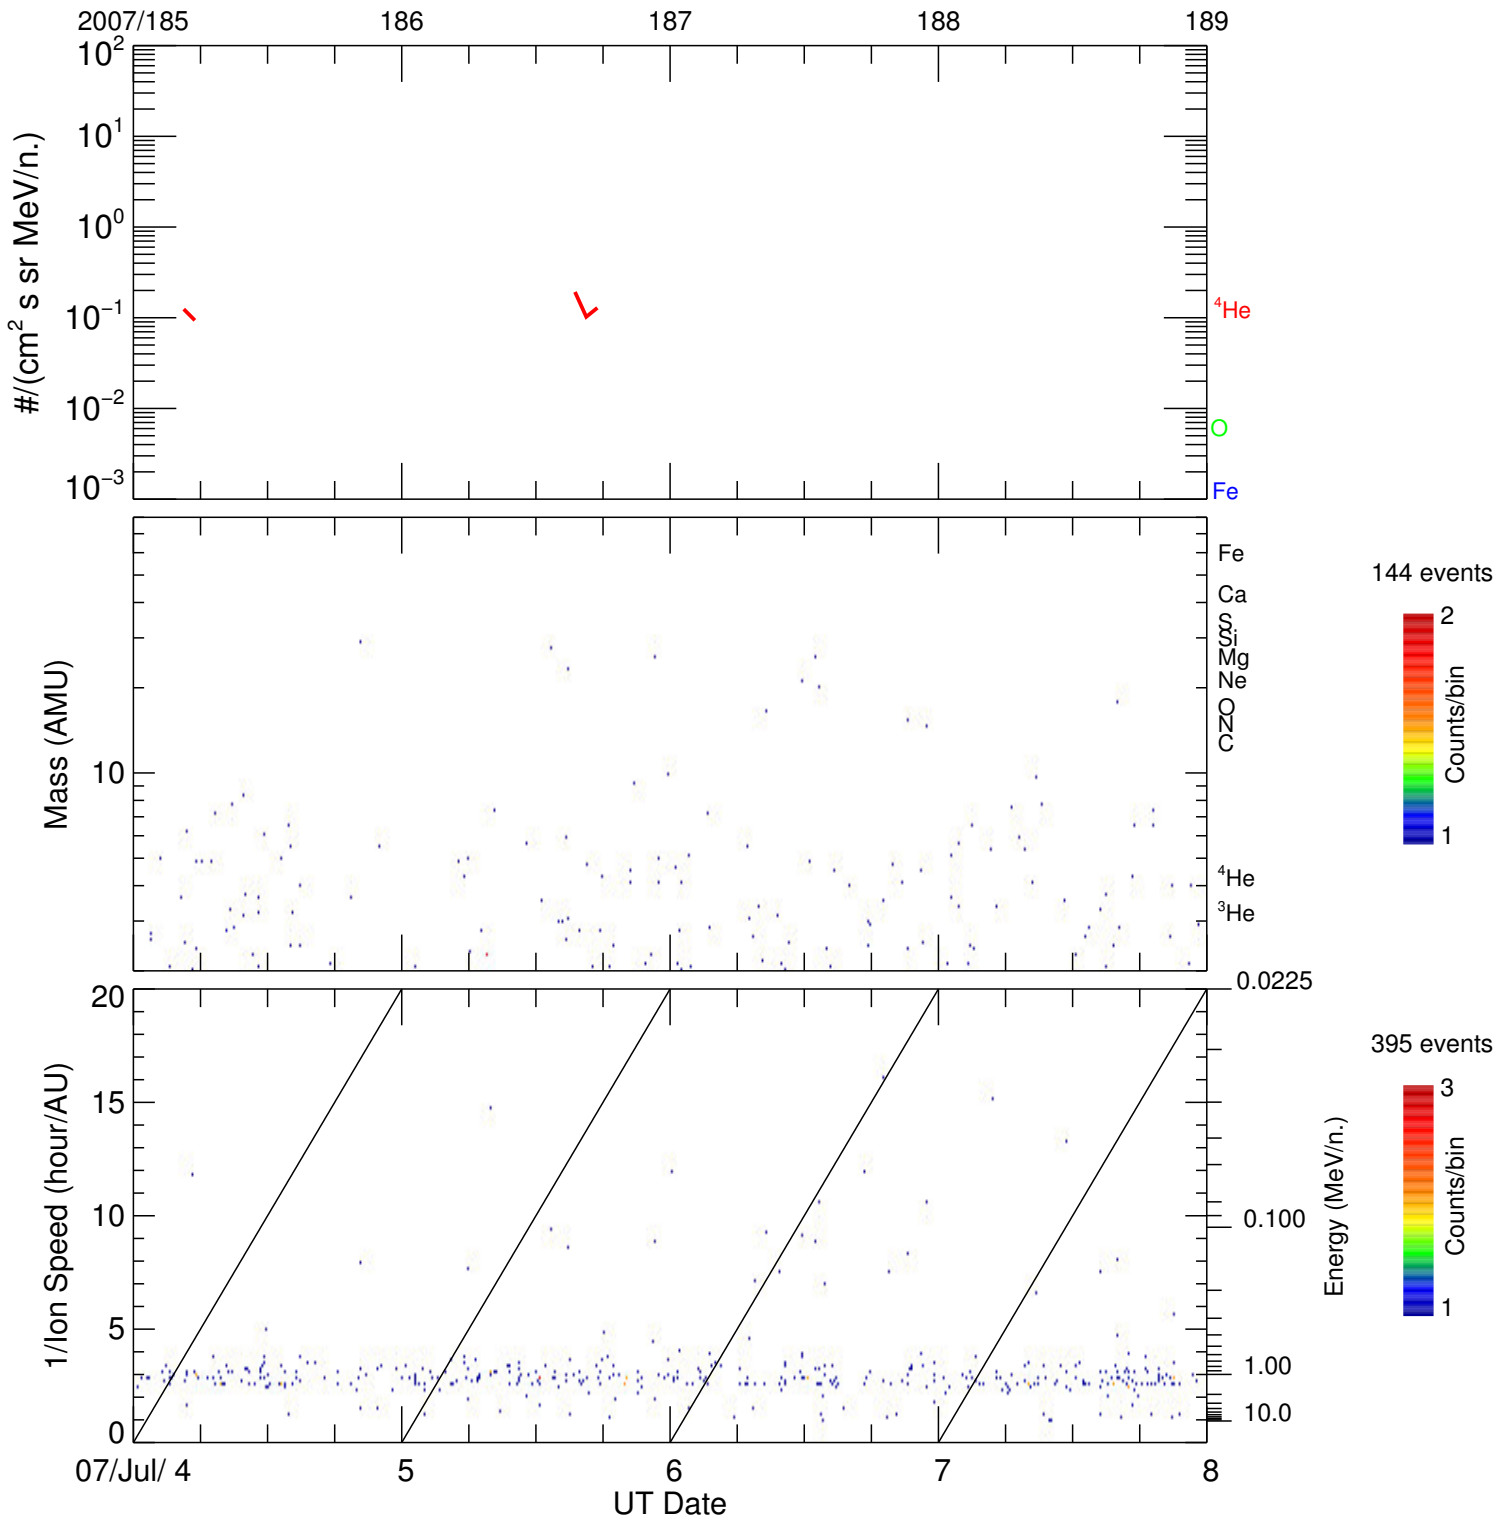 2007/185 186 187 188 189
10^2
10^1
10^0
10^−1
10^−2
10^−3
#/(cm^2 s sr MeV/n.)
^4He
O
Fe
Mass (AMU)
10
Fe
Ca
S
Si
Mg
Ne
O
N
C
^4He
^3He
144 events
2
Counts/bin
1
1/Ion Speed (hour/AU)
20
15
10
5
0
0.0225
0.100
1.00
10.0
Energy (MeV/n.)
395 events
3
Counts/bin
1
07/Jul/ 4 5 6 7 8
UT Date